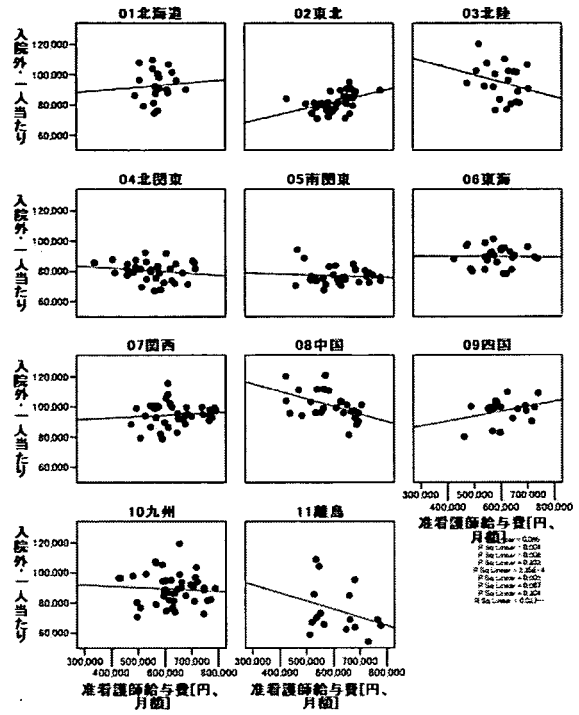 01北海道
02東北
03北陸
入院外・一人当たり
120,000
100,000
80,000
60,000
04北関東
05南関東
06東海
入院外・一人当たり
120,000
100,000
80,000
60,000
07関西
08中国
09四国
入院外・一人当たり
120,000
100,000
80,000
60,000
300,000
500,000
700,000
400,000
600,000
800,000
准看護師給与費[円、
月額]
10九州
11離島
入院外・一人当たり
120,000
100,000
80,000
60,000
300,000
500,000
700,000
300,000
500,000
700,000
400,000
600,000
800,000
400,000
600,000
800,000
准看護師給与費[円、
月額]
准看護師給与費[円、
月額]